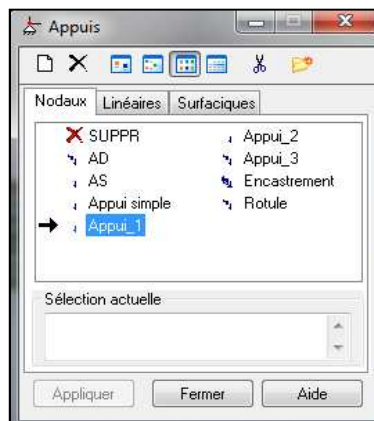 Appuis
Nodaux Linéaires Surfaciques
SUPPR
AD
AS
Appui simple
Appui_1
Appui_2
Appui_3
Encastrement
Rotule
Sélection actuelle
Appliquer Fermer Aide